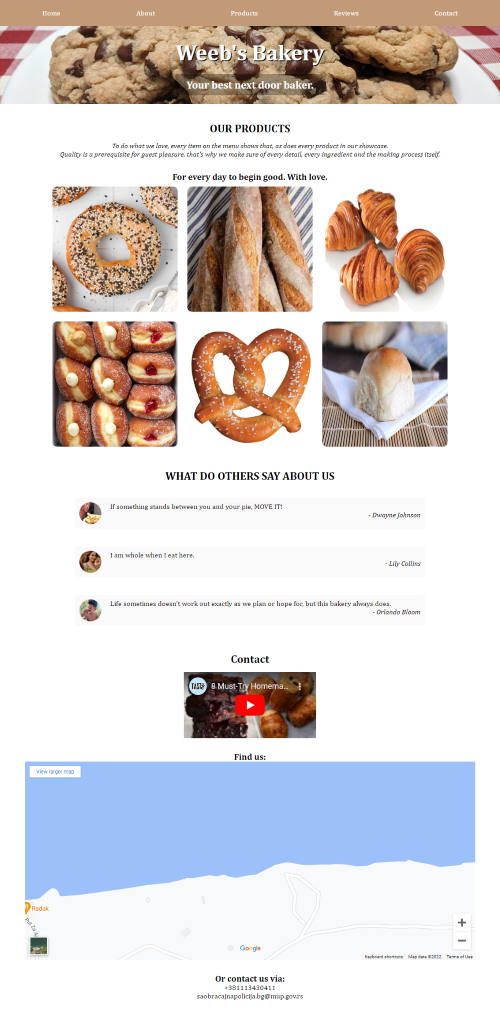 Home About Products Reviews Contact
Weeb's Bakery
Your best next door baker.
OUR PRODUCTS
To do what we love, every item on the menu shows that, as does every product in our showcase.
Quality is a prerequisite for guest pleasure, that's why we make sure of every detail, every ingredient and the making process itself.
For every day to begin good. With love.
WHAT DO OTHERS SAY ABOUT US
If something stands between you and your pie, MOVE IT!
- Dwayne Johnson
I am whole when I eat here.
- Lily Collins
Life sometimes doesn't work out exactly as we plan or hope for, but this bakery always does.
- Orlando Bloom
Contact
8 Must-Try Homema...
Find us:
View larger map
Rodak
Google
Keyboard shortcuts Map data ©2022 Terms of Use
Or contact us via:
+381113430411
saobracajnapolicija.bg@mup.gov.rs